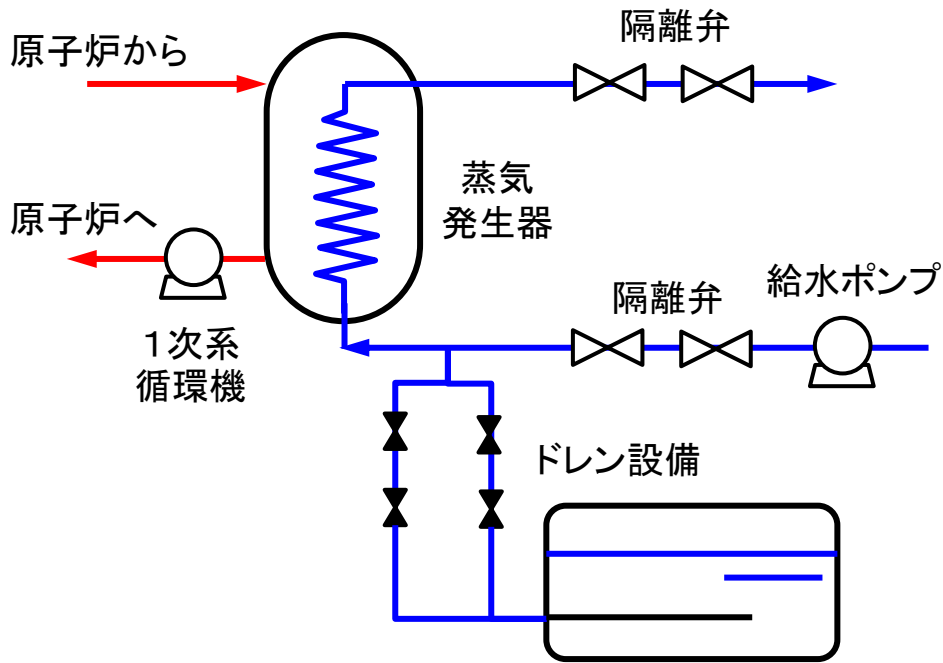 原子炉から
隔離弁
蒸気
発生器
原子炉へ
隔離弁
給水ポンプ
１次系
循環機
ドレン設備